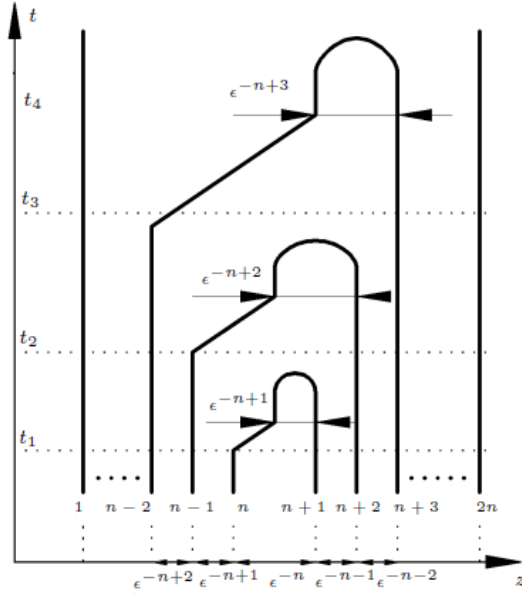 t
t₄
ϵ⁻ⁿ⁺³
t₃
ϵ⁻ⁿ⁺²
t₂
ϵ⁻ⁿ⁺¹
t₁
1 n − 2 n − 1 n n + 1 n + 2 n + 3 2n
ϵ⁻ⁿ⁺² ϵ⁻ⁿ⁺¹ ϵ⁻ⁿ ϵ⁻ⁿ⁻¹ ϵ⁻ⁿ⁻² z